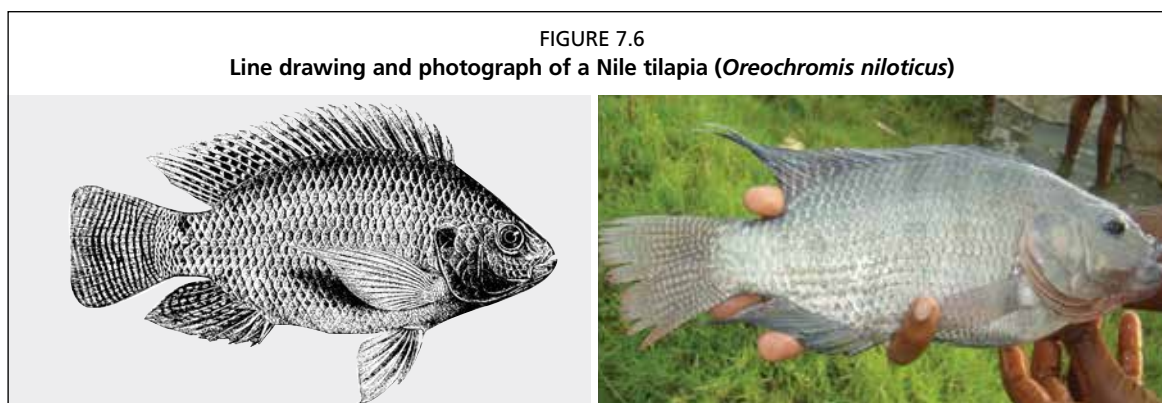 FIGURE 7.6
Line drawing and photograph of a Nile tilapia (Oreochromis niloticus)